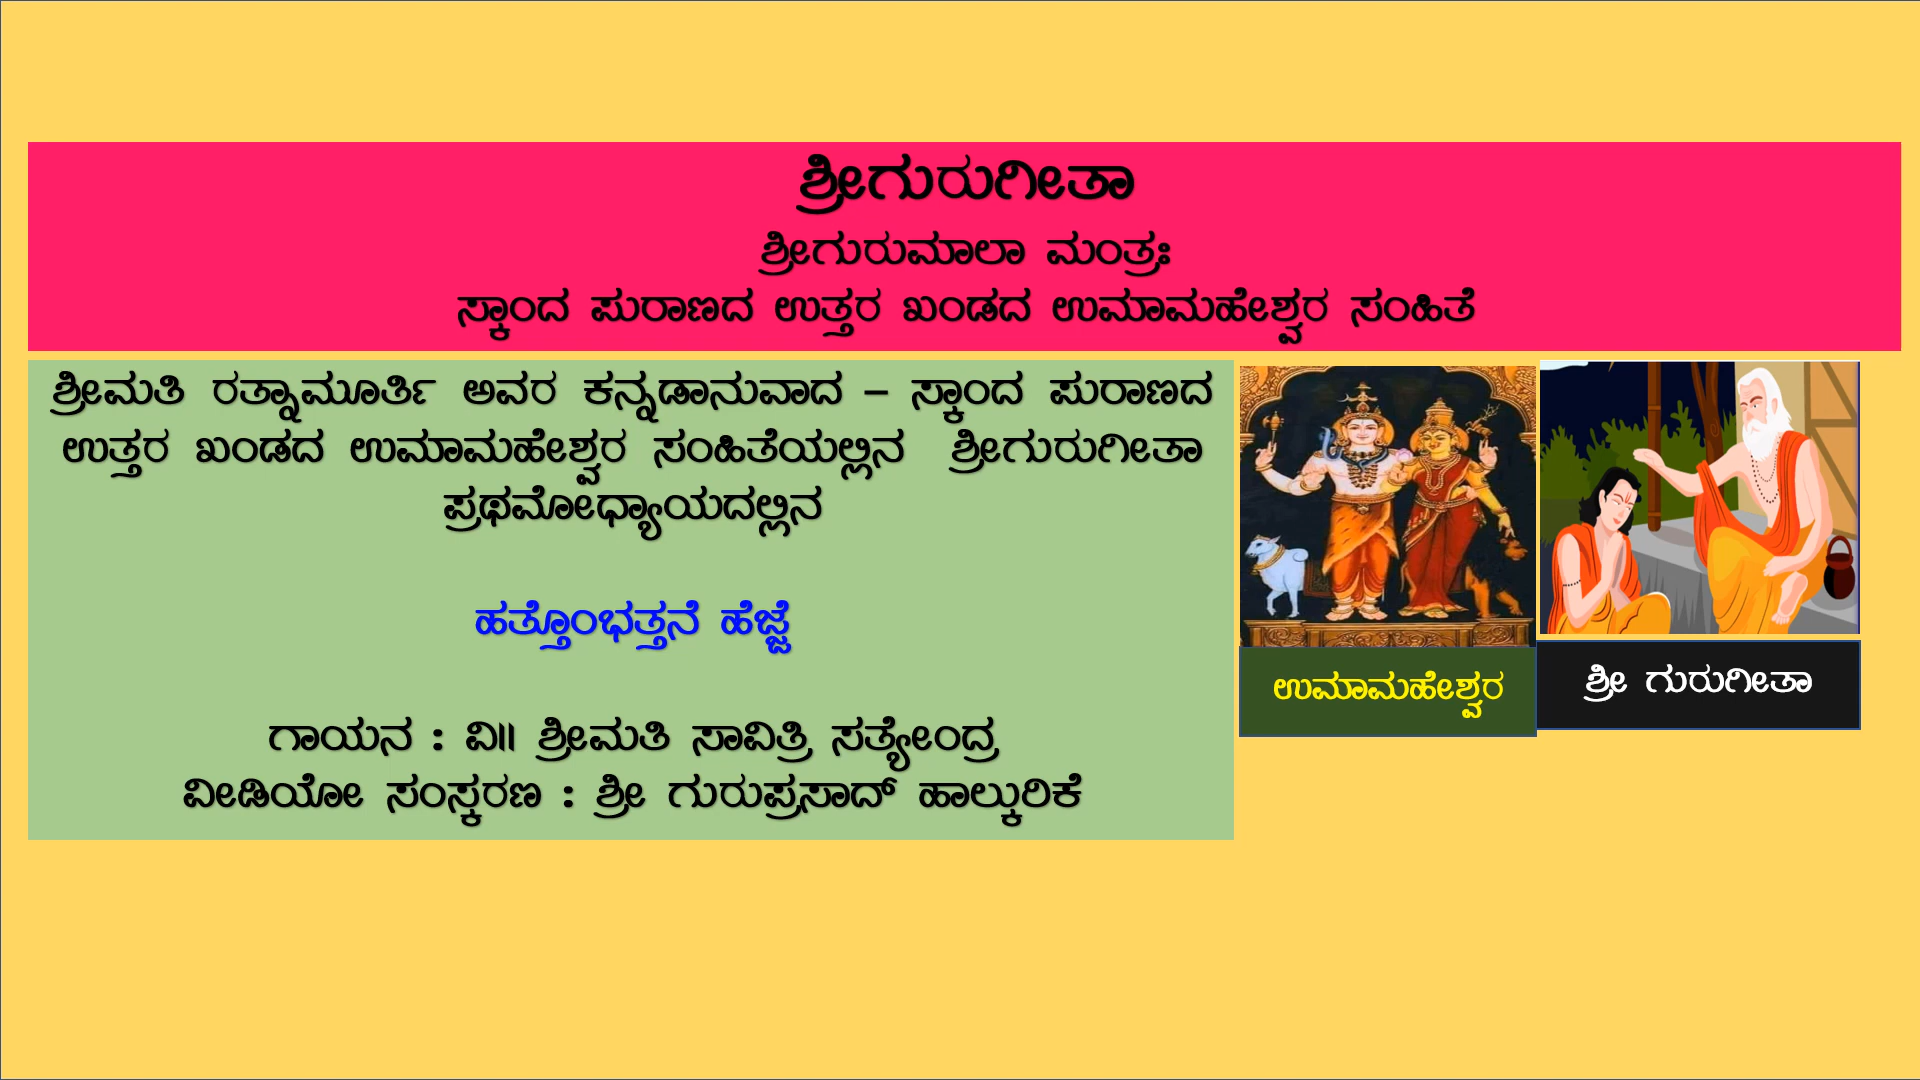 ಶ್ರೀಗುರುಗೀತಾ
ಶ್ರೀಗುರುಮಾಲಾ ಮಂತ್ರಃ
ಸ್ಕಾಂದ ಪುರಾಣದ ಉತ್ತರ ಖಂಡದ ಉಮಾಮಹೇಶ್ವರ ಸಂಹಿತೆ
ಶ್ರೀಮತಿ ರತ್ನಾಮೂರ್ತಿ ಅವರ ಕನ್ನಡಾನುವಾದ – ಸ್ಕಾಂದ ಪುರಾಣದ
ಉತ್ತರ ಖಂಡದ ಉಮಾಮಹೇಶ್ವರ ಸಂಹಿತೆಯಲ್ಲಿನ ಶ್ರೀಗುರುಗೀತಾ
ಪ್ರಥಮೋಧ್ಯಾಯದಲ್ಲಿನ
ಹತ್ತೊಂಭತ್ತನೆ ಹೆಜ್ಜೆ
ಗಾಯನ : ವಿ॥ ಶ್ರೀಮತಿ ಸಾವಿತ್ರಿ ಸತ್ಯೇಂದ್ರ
ವೀಡಿಯೋ ಸಂಸ್ಕರಣ : ಶ್ರೀ ಗುರುಪ್ರಸಾದ್ ಹಾಲ್ಕುರಿಕೆ
ಉಮಾಮಹೇಶ್ವರ
ಶ್ರೀ ಗುರುಗೀತಾ